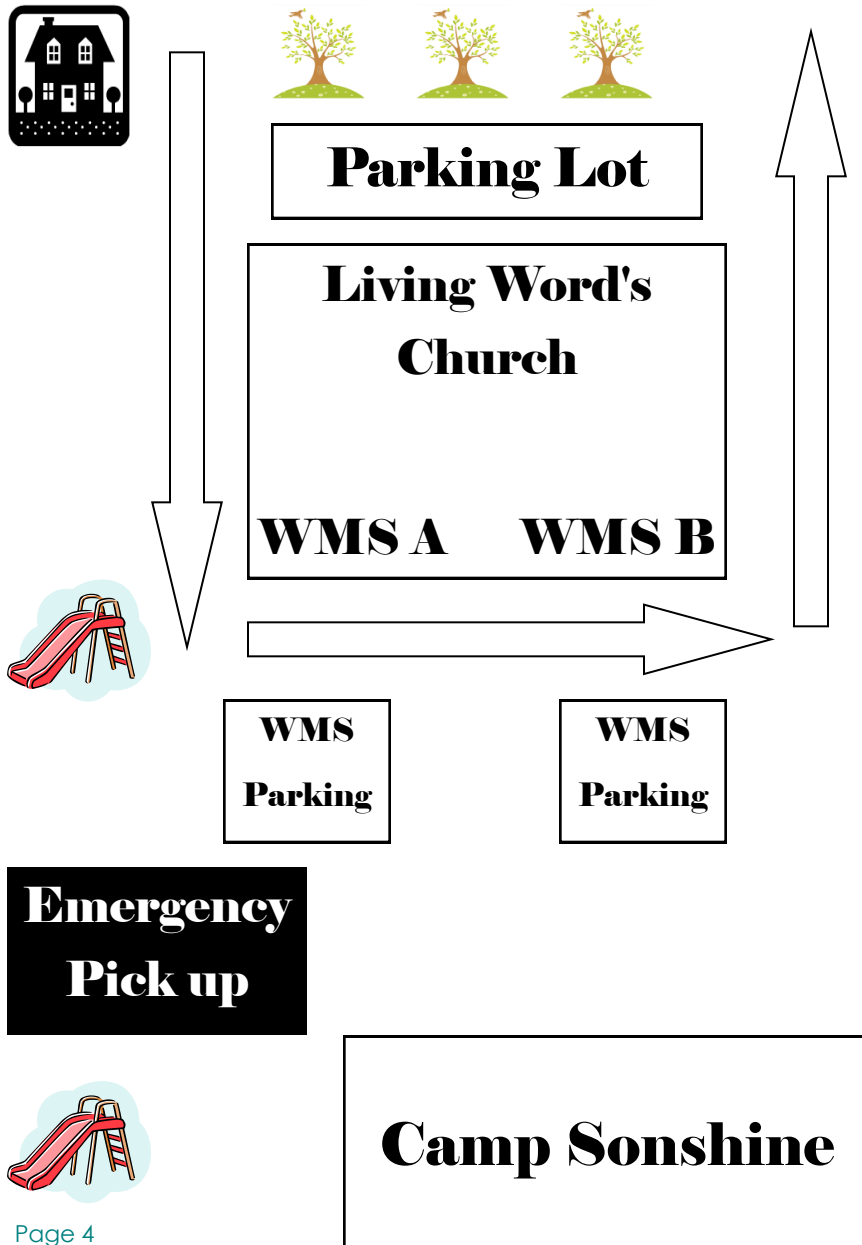 Parking Lot
Living Word's
Church
WMS A WMS B
WMS
Parking
WMS
Parking
Emergency
Pick up
Camp Sonshine
Page 4